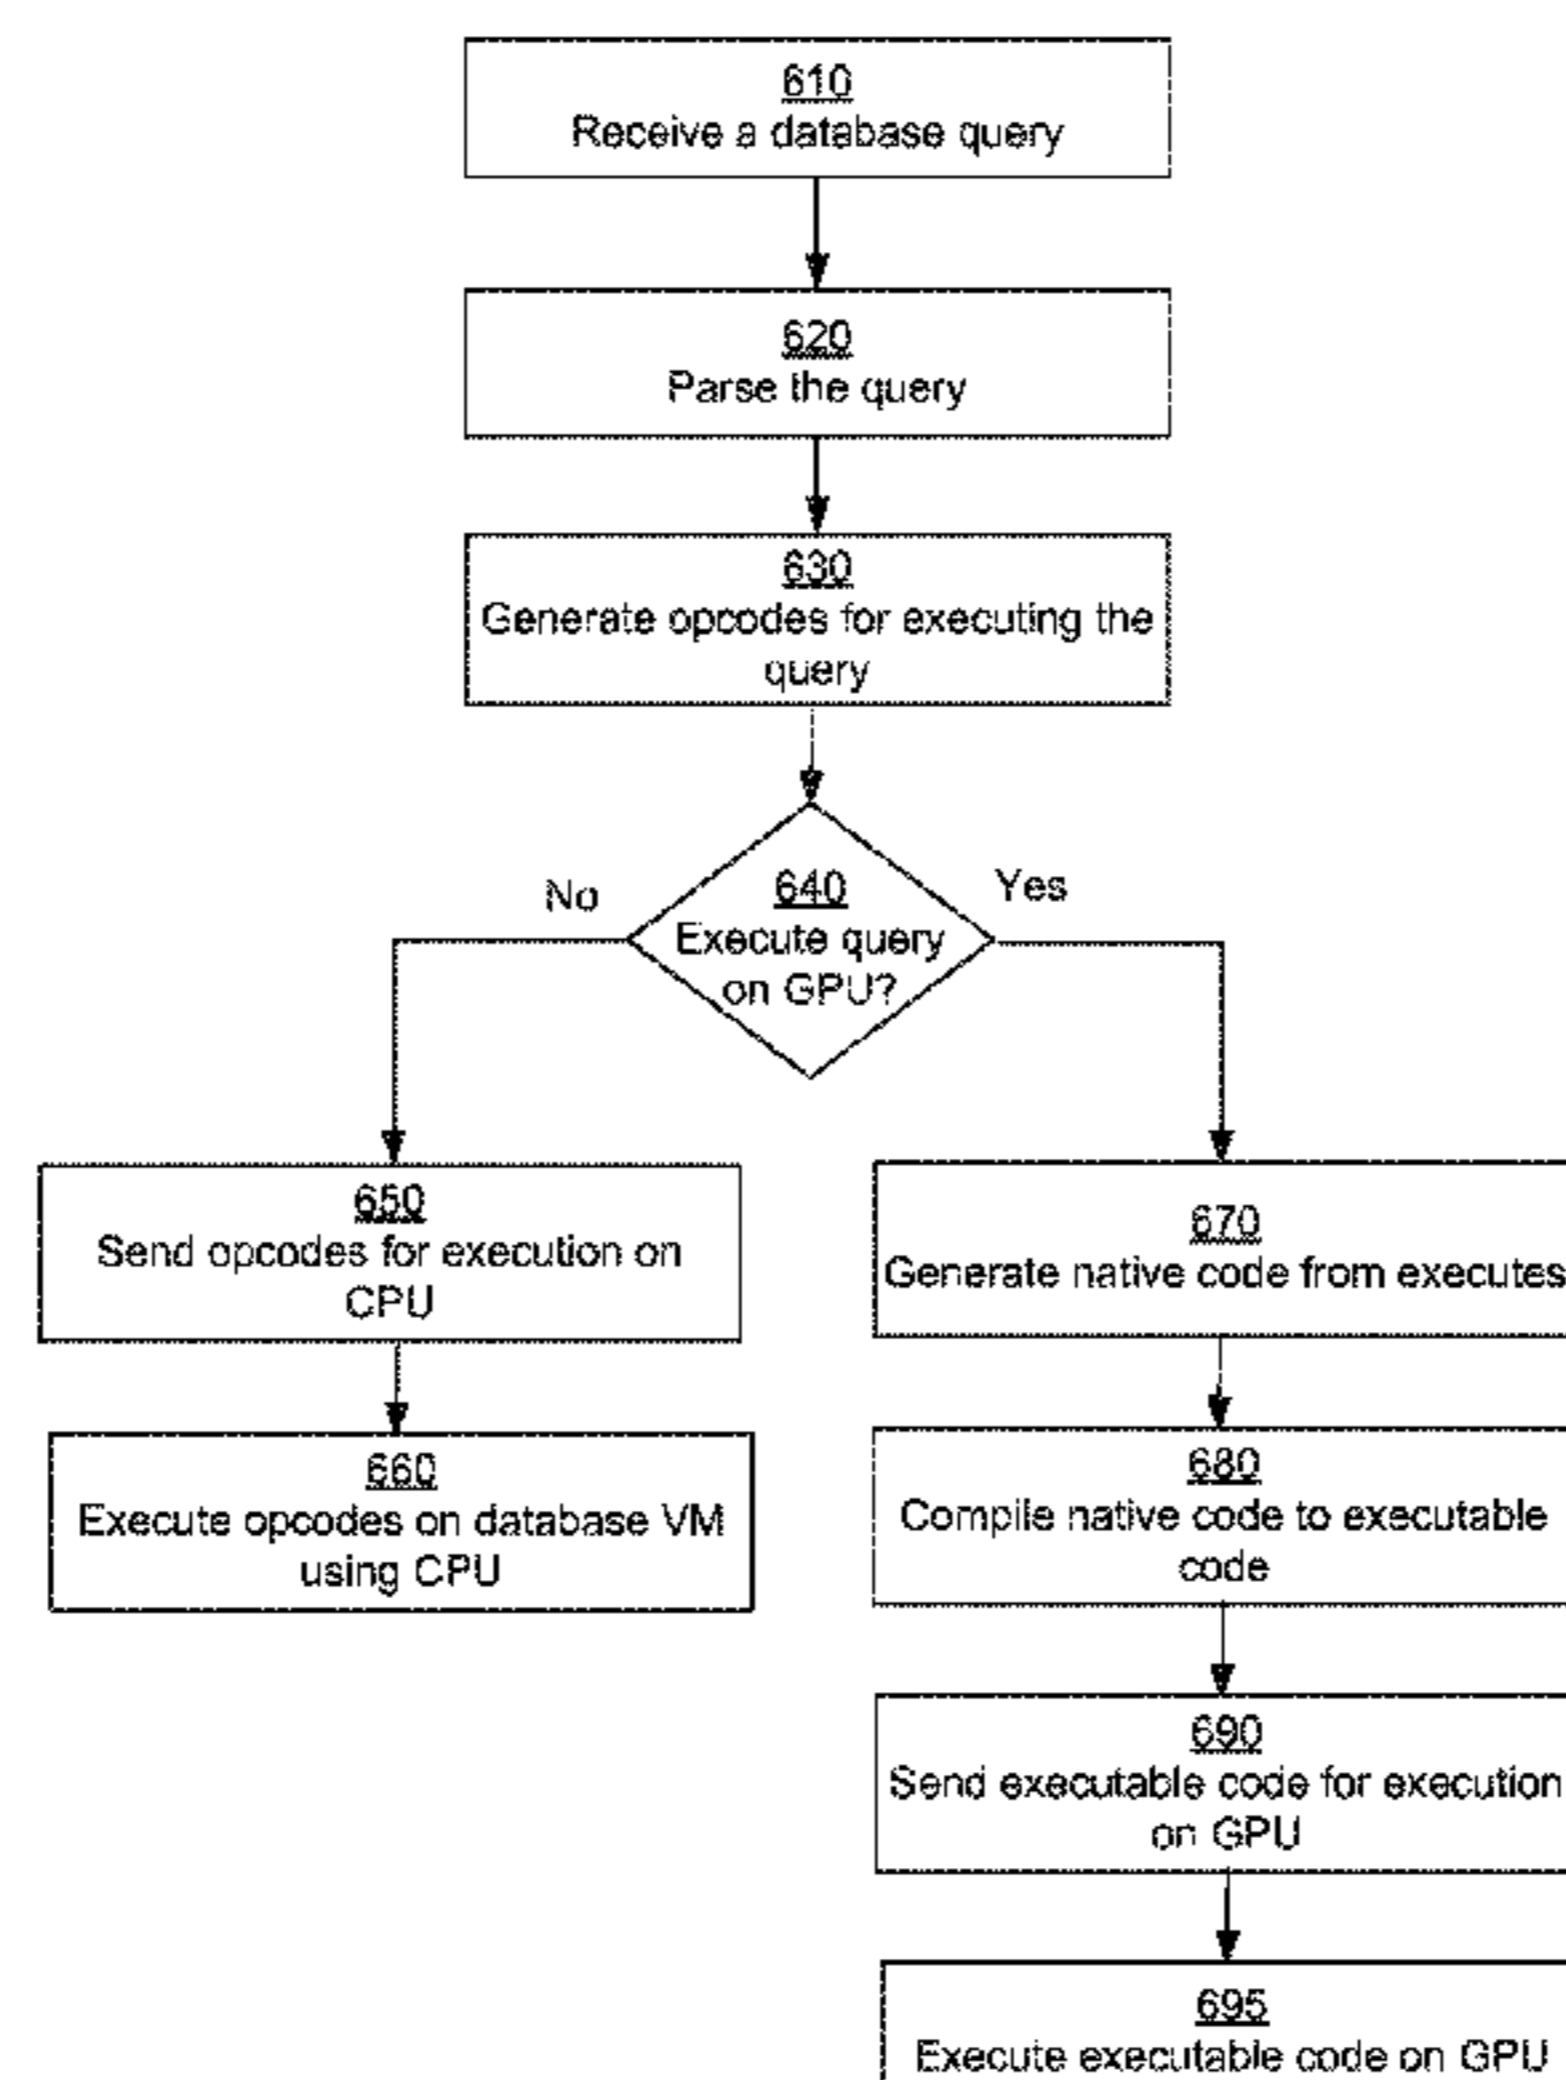 610
Receive a database query
620
Parse the query
630
Generate opcodes for executing the
query
No
640
Yes
Execute query
on GPU?
650
Send opcodes for execution on
CPU
670
Generate native code from executes
660
Execute opcodes on database VM
using CPU
680
Compile native code to executable
code
690
Send executable code for execution
on GPU
695
Execute executable code on GPU